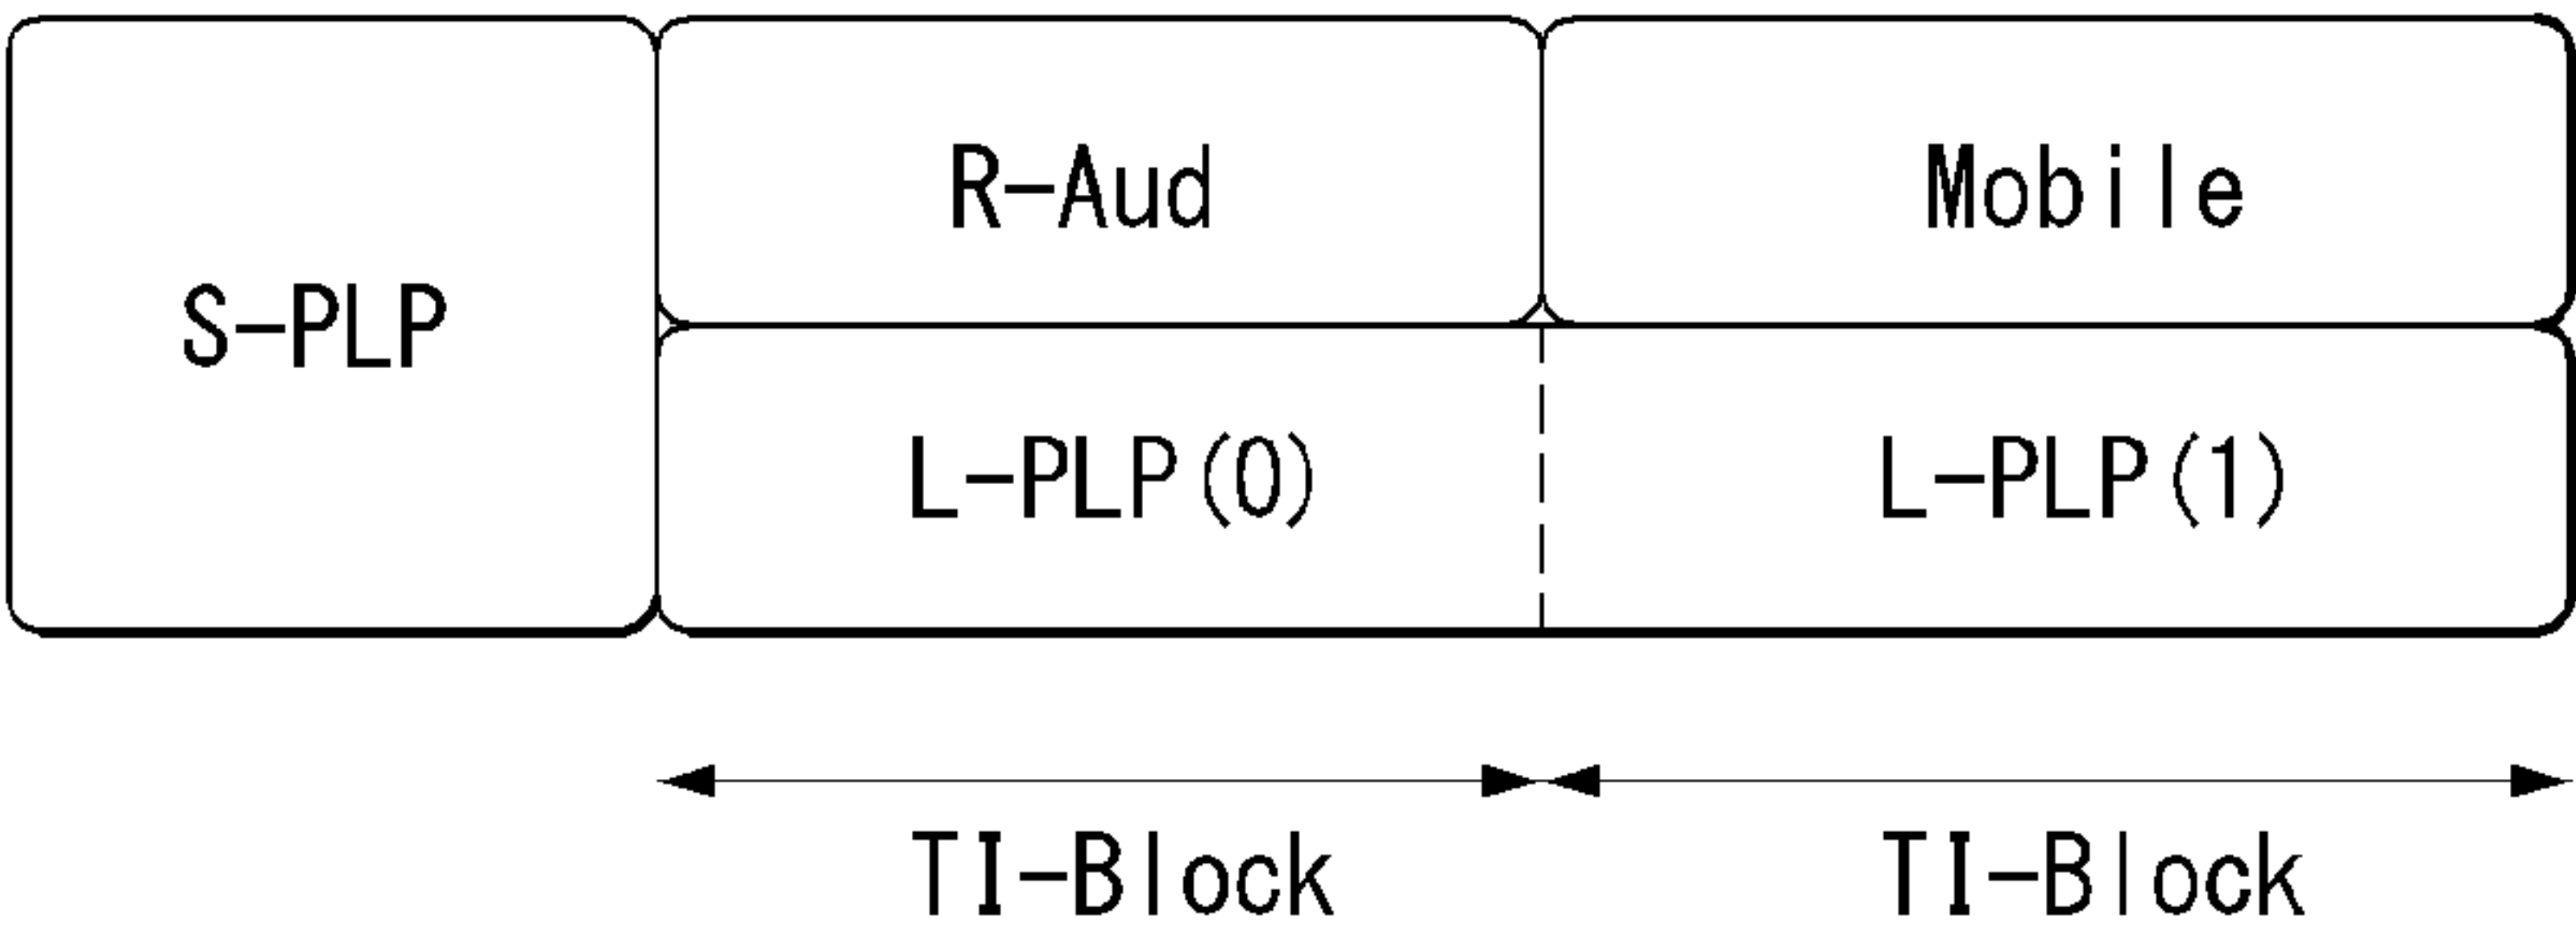 S-PLP
R-Aud
Mobile
L-PLP(0)
L-PLP(1)
TI-Block
TI-Block